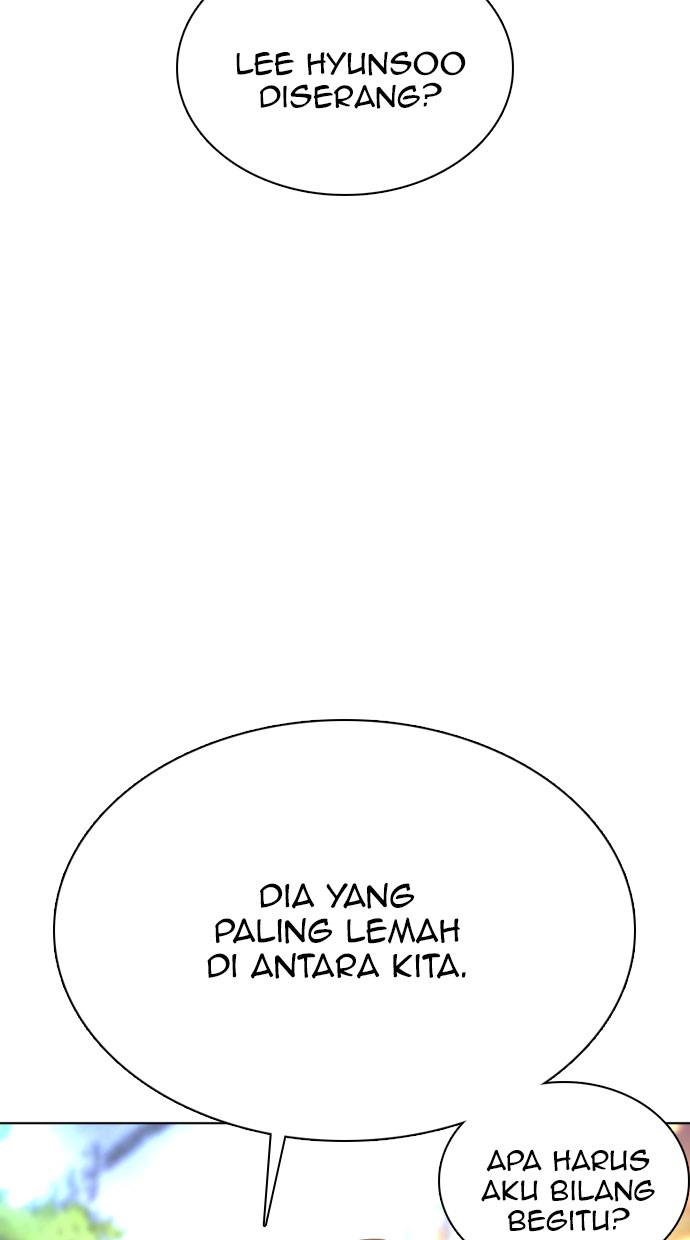 LEE HYUNSOO
DISERANG?
DIA YANG
PALING LEMAH
DI ANTARA KITA.
APA HARUS
AKU BILANG
BEGITU?